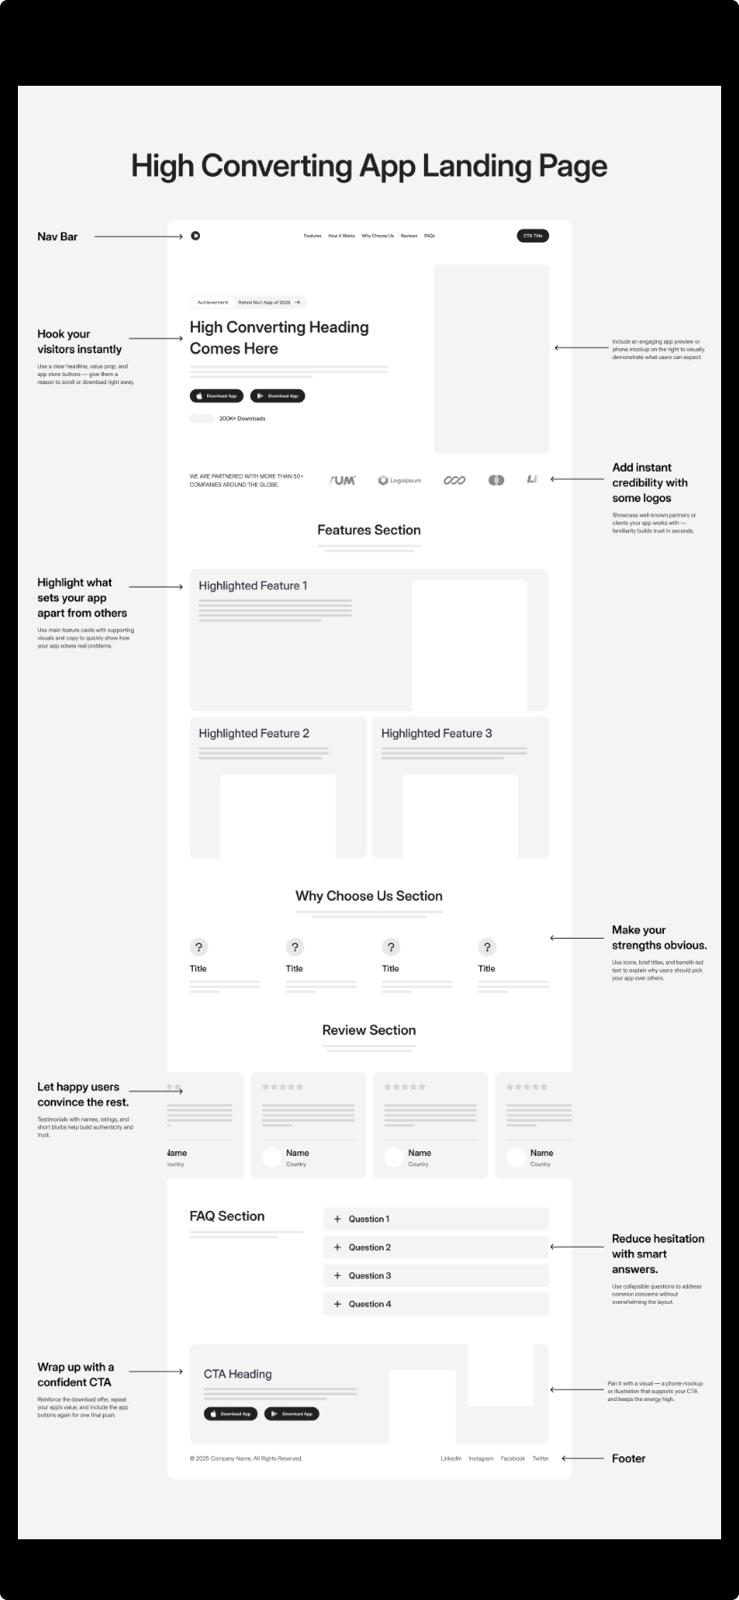 High Converting App Landing Page
Nav Bar
Features How It Works Why Choose Us Reviews FAQs
CTA Title
Achievement Rated No.1 App of 2025 →
Hook your
visitors instantly
Use a clear headline, value prop, and
app store buttons — give them a
reason to scroll or download right away.
High Converting Heading
Comes Here
Download App Download App
200K+ Downloads
Include an engaging app preview or
phone mockup on the right to visually
demonstrate what users can expect.
WE ARE PARTNERED WITH MORE THAN 50+
COMPANIES AROUND THE GLOBE.
Logoipsum
Add instant
credibility with
some logos
Showcase well-known partners or
clients your app works with —
familiarity builds trust in seconds.
Features Section
Highlight what
sets your app
apart from others
Use main feature cards with supporting
visuals and copy to quickly show how
your app solves real problems.
Highlighted Feature 1
Highlighted Feature 2
Highlighted Feature 3
Why Choose Us Section
? ? ? ?
Title Title Title Title
Make your
strengths obvious.
Use icons, brief titles, and benefit-led
text to explain why users should pick
your app over others.
Review Section
Let happy users
convince the rest.
Testimonials with names, ratings, and
short blurbs help build authenticity and
trust.
Name Name Name Name
Country Country Country Country
FAQ Section
+ Question 1
+ Question 2
+ Question 3
+ Question 4
Reduce hesitation
with smart
answers.
Use collapsible questions to address
common concerns without
overwhelming the layout.
Wrap up with a
confident CTA
Reinforce the download offer, repeat
your app's value, and include the app
buttons again for one final push.
CTA Heading
Download App Download App
Pair it with a visual — a phone mockup
or illustration that supports your CTA
and keeps the energy high.
© 2025 Company Name, All Rights Reserved.
LinkedIn Instagram Facebook Twitter
Footer